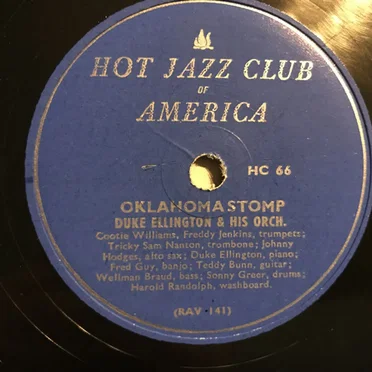 HOT JAZZ CLUB
OF
AMERICA
HC 66
OKLAHOMA STOMP
DUKE ELLINGTON & HIS ORCH.
Cootie Williams, Freddy Jenkins, trumpets;
Tricky Sam Nanton, trombone; Johnny
Hodges, alto sax; Duke Ellington, piano;
Fred Guy, banjo; Teddy Bunn, guitar;
Wellman Braud, bass; Sonny Greer, drums;
Harold Randolph, washboard.
(RAV-141)